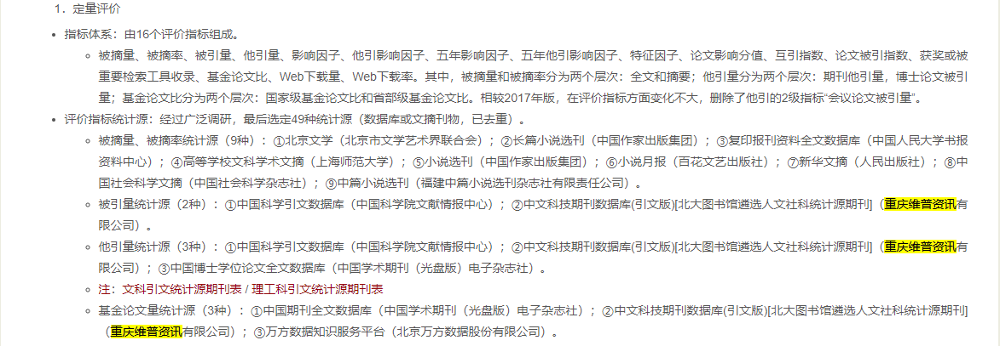 1. 定量评价
指标体系：由16个评价指标组成。
被摘量、被摘率、被引量、他引量、影响因子、他引影响因子、五年影响因子、五年他引影响因子、特征因子、论文影响分值、互引指数、论文被引指数、获奖或被
重要检索工具收录、基金论文比、Web下载量、Web下载率。其中，被摘量和被摘率分为两个层次：全文和摘要；他引量分为两个层次：期刊他引量，博士论文被引
量；基金论文比分为两个层次：国家级基金论文比和省部级基金论文比。相较2017年版，在评价指标方面变化不大，删除了他引的2级指标“会议论文被引量”。
评价指标统计源：经过广泛调研，最后选定49种统计源（数据库或文摘刊物，已去重）。
被摘量、被摘率统计源（9种）：①北京文学（北京市文学艺术界联合会）；②长篇小说选刊（中国作家出版集团）；③复印报刊资料全文数据库（中国人民大学书报
资料中心）；④高等学校文科学术文摘（上海师范大学）；⑤小说选刊（中国作家出版集团）；⑥小说月报（百花文艺出版社）；⑦新华文摘（人民出版社）；⑧中
国社会科学文摘（中国社会科学杂志社）；⑨中篇小说选刊（福建中篇小说选刊杂志社有限责任公司）。
被引量统计源（2种）：①中国科学引文数据库（中国科学院文献情报中心）；②中文科技期刊数据库(引文版)[北大图书馆遴选人文社科统计源期刊]（重庆维普资讯有
限公司）。
他引量统计源（3种）：①中国科学引文数据库（中国科学院文献情报中心）；②中文科技期刊数据库(引文版)[北大图书馆遴选人文社科统计源期刊]（重庆维普资讯有
限公司）；③中国博士学位论文全文数据库（中国学术期刊（光盘版）电子杂志社）。
注：文科引文统计源期刊表 / 理工科引文统计源期刊表
基金论文量统计源（3种）：①中国期刊全文数据库（中国学术期刊（光盘版）电子杂志社）；②中文科技期刊数据库(引文版)[北大图书馆遴选人文社科统计源期刊]
（重庆维普资讯有限公司）；③万方数据知识服务平台（北京万方数据股份有限公司）。